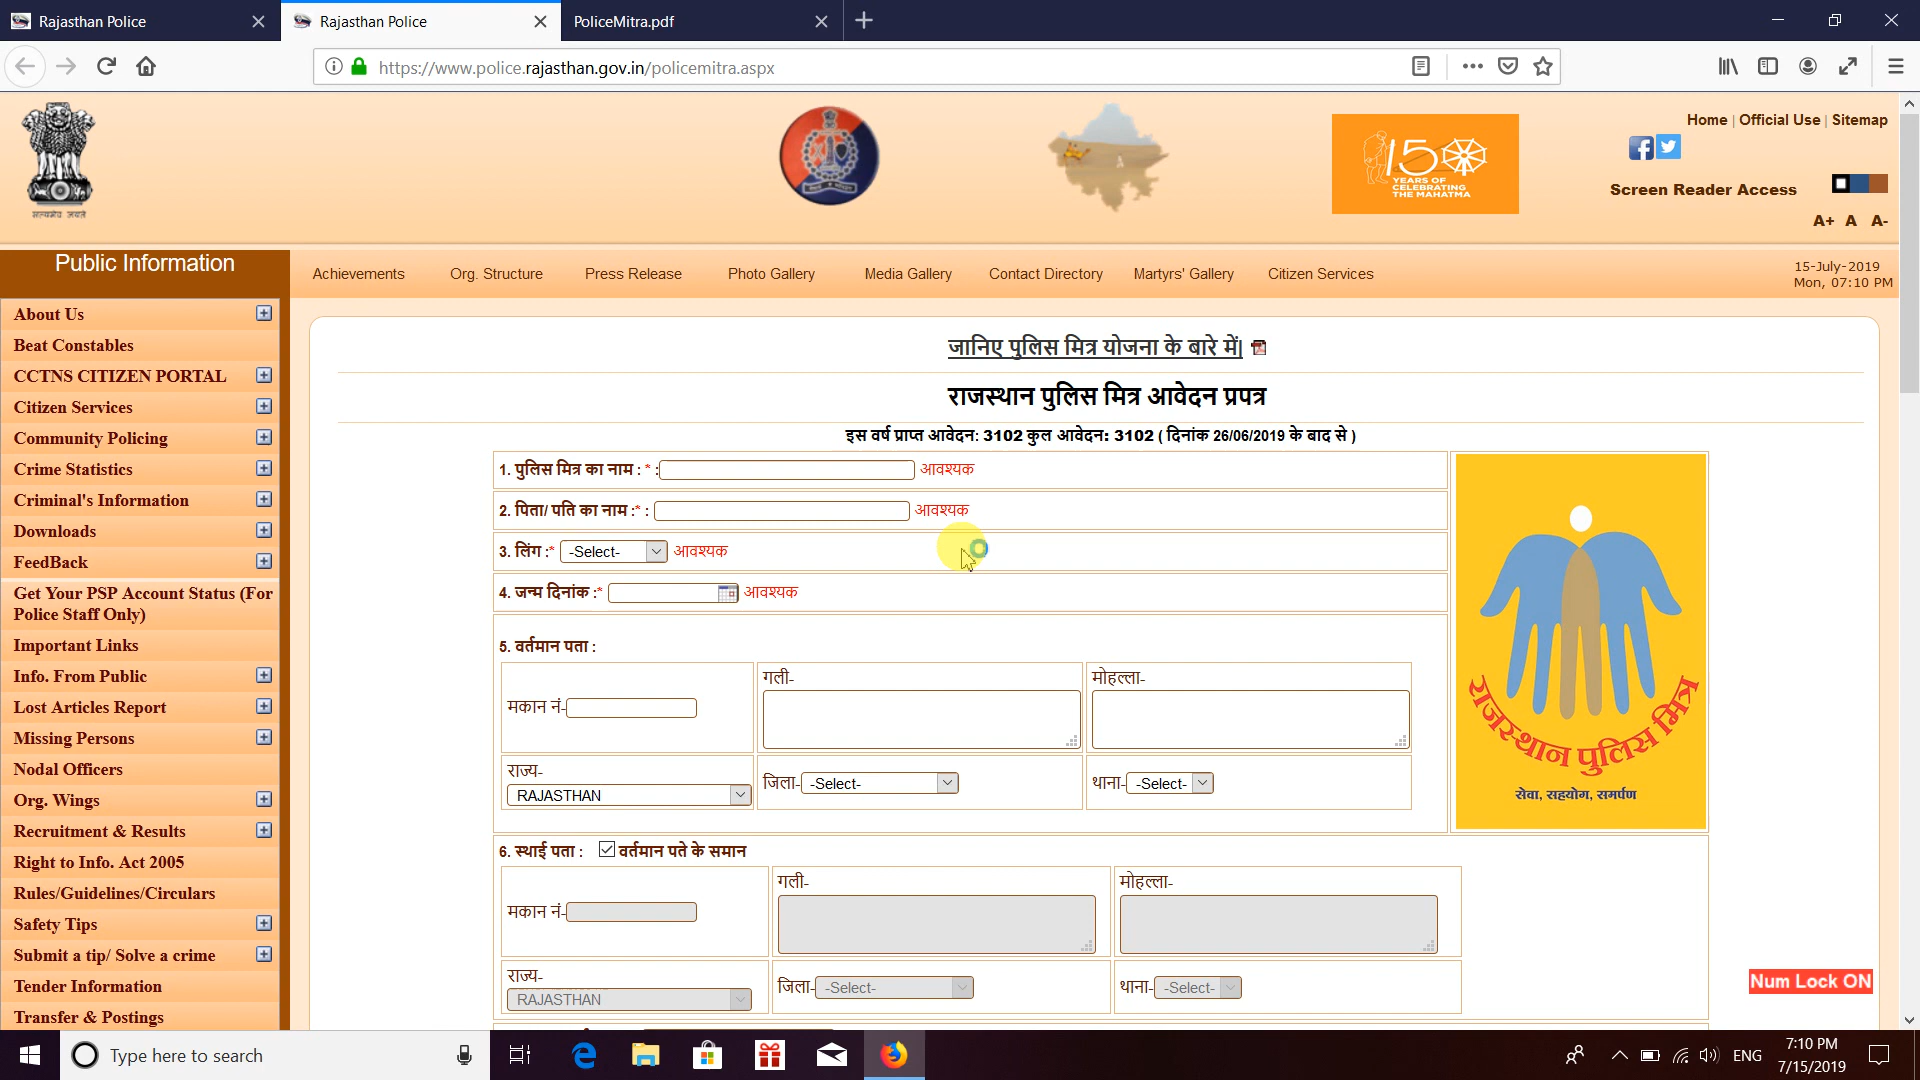 Rajasthan Police
Rajasthan Police
PoliceMitra.pdf
https://www.police.rajasthan.gov.in/policemitra.aspx
सत्यमेव जयते
150
YEARS OF
CELEBRATING
THE MAHATMA
Home | Official Use | Sitemap
Screen Reader Access
A+ A A-
Public Information
Achievements
Org. Structure
Press Release
Photo Gallery
Media Gallery
Contact Directory
Martyrs' Gallery
Citizen Services
15-July-2019
Mon, 07:10 PM
About Us
Beat Constables
CCTNS CITIZEN PORTAL
Citizen Services
Community Policing
Crime Statistics
Criminal's Information
Downloads
FeedBack
Get Your PSP Account Status (For
Police Staff Only)
Important Links
Info. From Public
Lost Articles Report
Missing Persons
Nodal Officers
Org. Wings
Recruitment & Results
Right to Info. Act 2005
Rules/Guidelines/Circulars
Safety Tips
Submit a tip/ Solve a crime
Tender Information
Transfer & Postings
जानिए पुलिस मित्र योजना के बारे में|
राजस्थान पुलिस मित्र आवेदन प्रपत्र
इस वर्ष प्राप्त आवेदन: 3102 कुल आवेदन: 3102 ( दिनांक 26/06/2019 के बाद से )
1. पुलिस मित्र का नाम : * : आवश्यक
2. पिता/ पति का नाम :* : आवश्यक
3. लिंग :* -Select- आवश्यक
4. जन्म दिनांक :* आवश्यक
5. वर्तमान पता :
मकान नं-
गली-
मोहल्ला-
राज्य-
RAJASTHAN
जिला- -Select-
थाना- -Select-
6. स्थाई पता : वर्तमान पते के समान
मकान नं-
गली-
मोहल्ला-
राज्य-
RAJASTHAN
जिला- -Select-
थाना- -Select-
राजस्थान पुलिस मित्र
सेवा, सहयोग, समर्पण
Num Lock ON
Type here to search
ENG
7:10 PM
7/15/2019